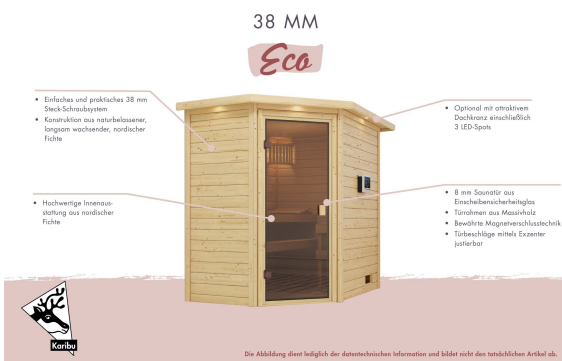 38 MM
Eco
• Einfaches und praktisches 38 mm
Steck-Schraubsystem
• Konstruktion aus naturbelassener,
langsam wachsender, nordischer
Fichte
• Optional mit attraktivem
Dachkranz einschließlich
3 LED-Spots
• Hochwertige Innenaus-
stattung aus nordischer
Fichte
• 8 mm Saunatür aus
Einscheibensicherheitsglas
• Türrahmen aus Massivholz
• Bewährte Magnetverschlusstechnik
• Türbeschläge mittels Exzenter
justierbar
Karibu
Die Abbildung dient lediglich der datentechnischen Information und bildet nicht den tatsächlichen Artikel ab.